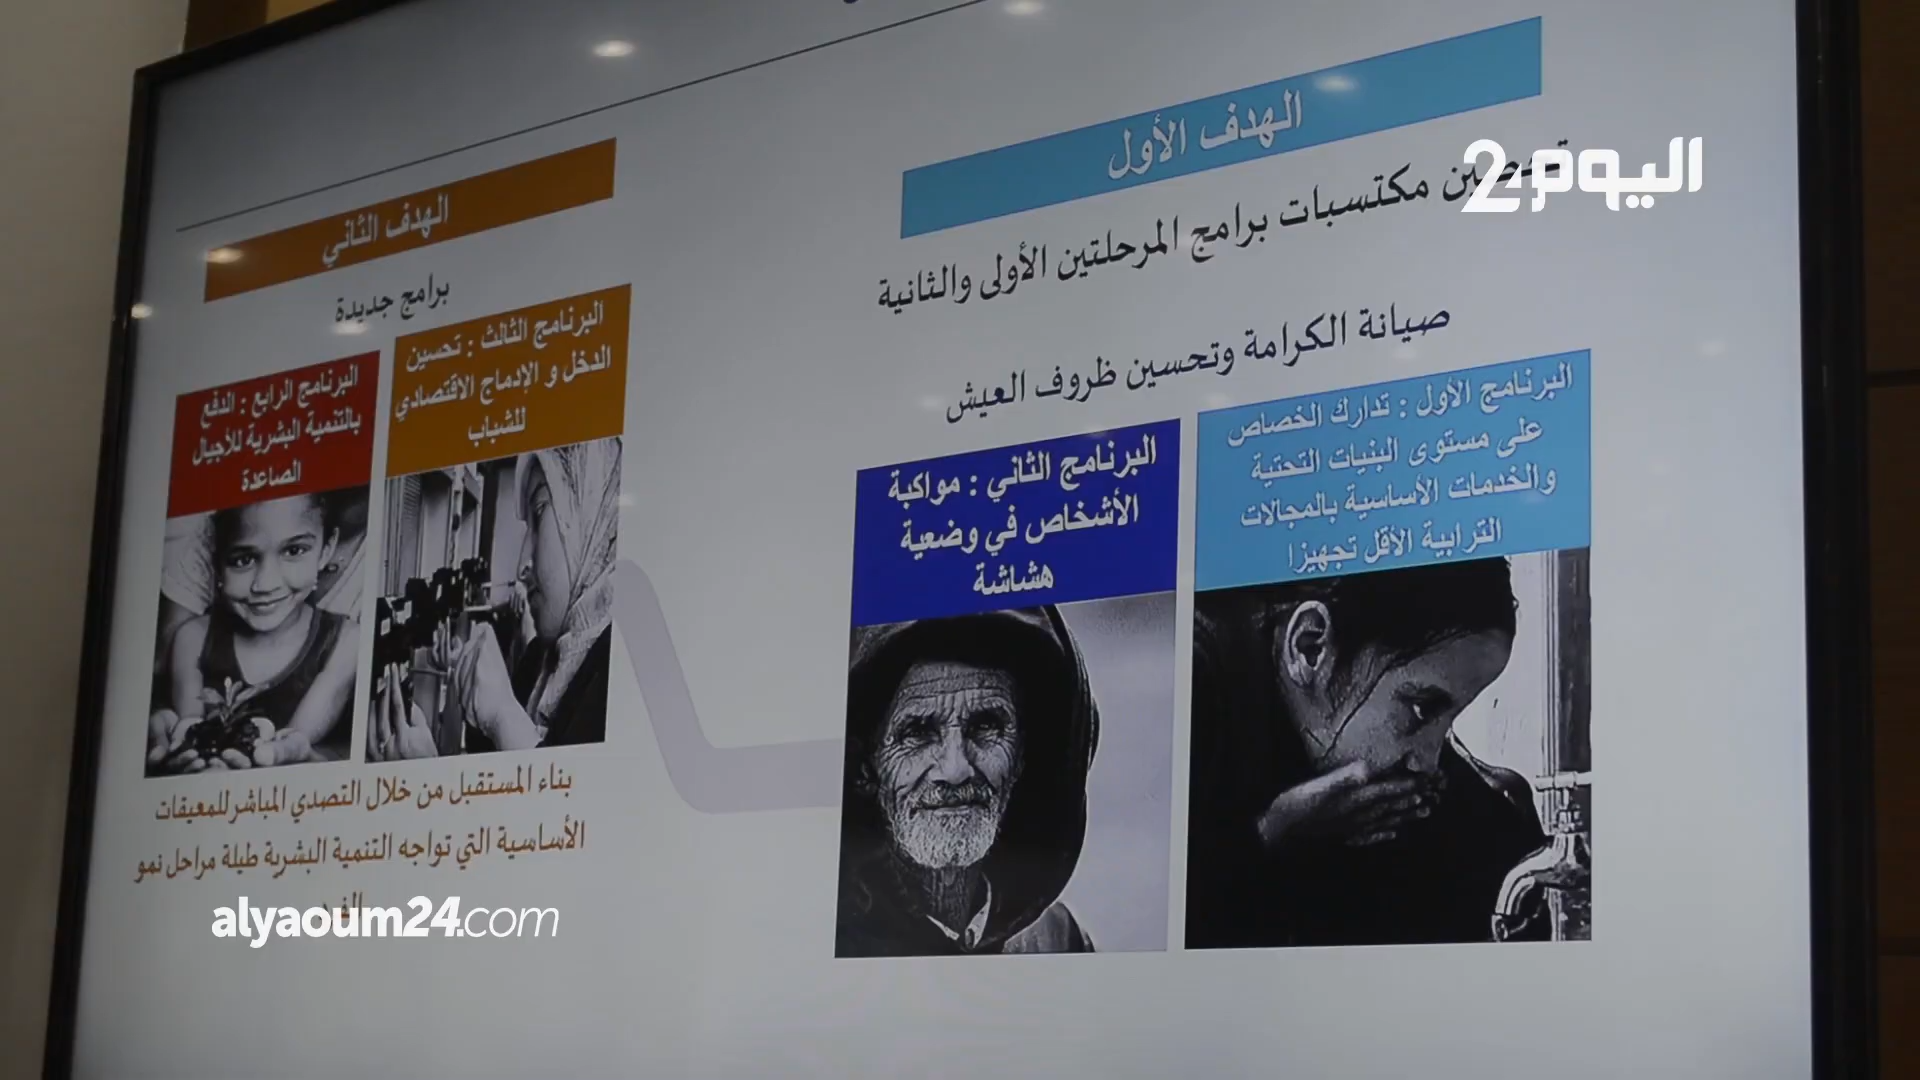 اليوم 24
الهدف الأول
تحصين مكتسبات برامج المرحلتين الأولى والثانية
صيانة الكرامة وتحسين ظروف العيش
البرنامج الأول : تدارك الخصاص
على مستوى البنيات التحتية
والخدمات الأساسية بالمجالات
الترابية الأقل تجهيزا
البرنامج الثاني : مواكبة
الأشخاص في وضعية
هشاشة
الهدف الثاني
برامج جديدة
البرنامج الثالث : تحسين
الدخل و الإدماج الاقتصادي
للشباب
البرنامج الرابع : الدفع
بالتنمية البشرية للأجيال
الصاعدة
بناء المستقبل من خلال التصدي المباشر للمعيقات
الأساسية التي تواجه التنمية البشرية طيلة مراحل نمو
alyaoum24.com